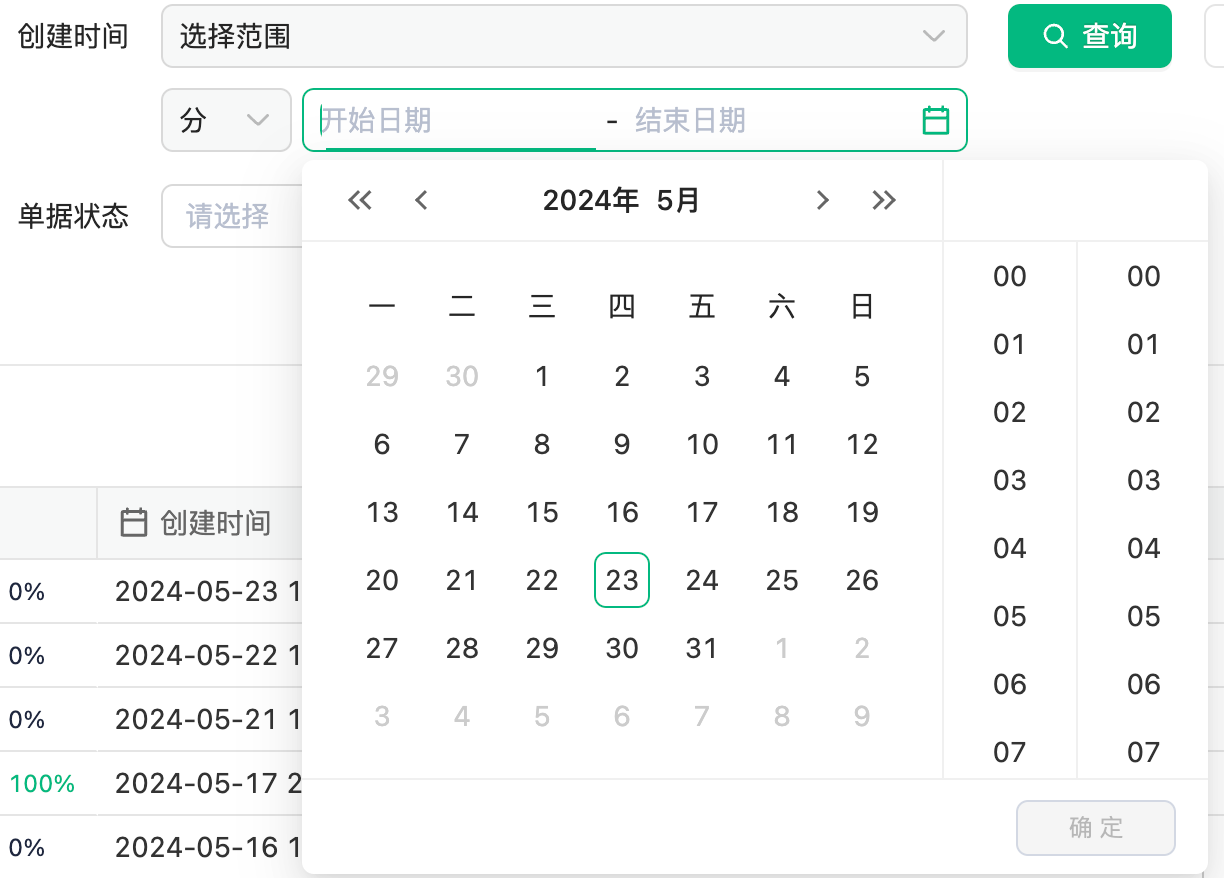 创建时间 选择范围 查询
分 开始日期 - 结束日期
单据状态 请选择
2024年 5月
一 二 三 四 五 六 日
29 30 1 2 3 4 5
6 7 8 9 10 11 12
13 14 15 16 17 18 19
20 21 22 23 24 25 26
27 28 29 30 31 1 2
3 4 5 6 7 8 9
00 00
01 01
02 02
03 03
04 04
05 05
06 06
07 07
确 定
创建时间
0% 2024-05-23 1
0% 2024-05-22 1
0% 2024-05-21 1
100% 2024-05-17 2
0% 2024-05-16 1